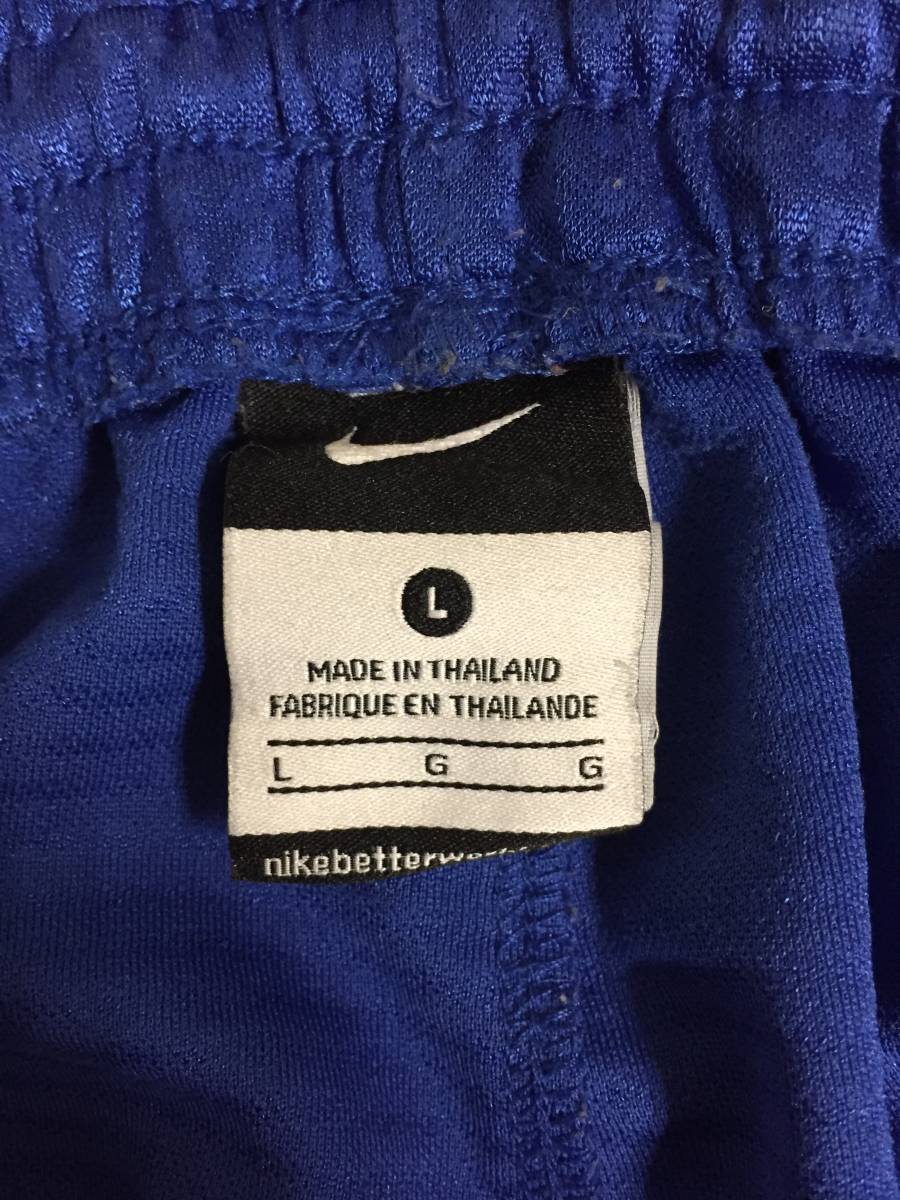 L
MADE IN THAILAND
FABRIQUE EN THAILANDE
L G G